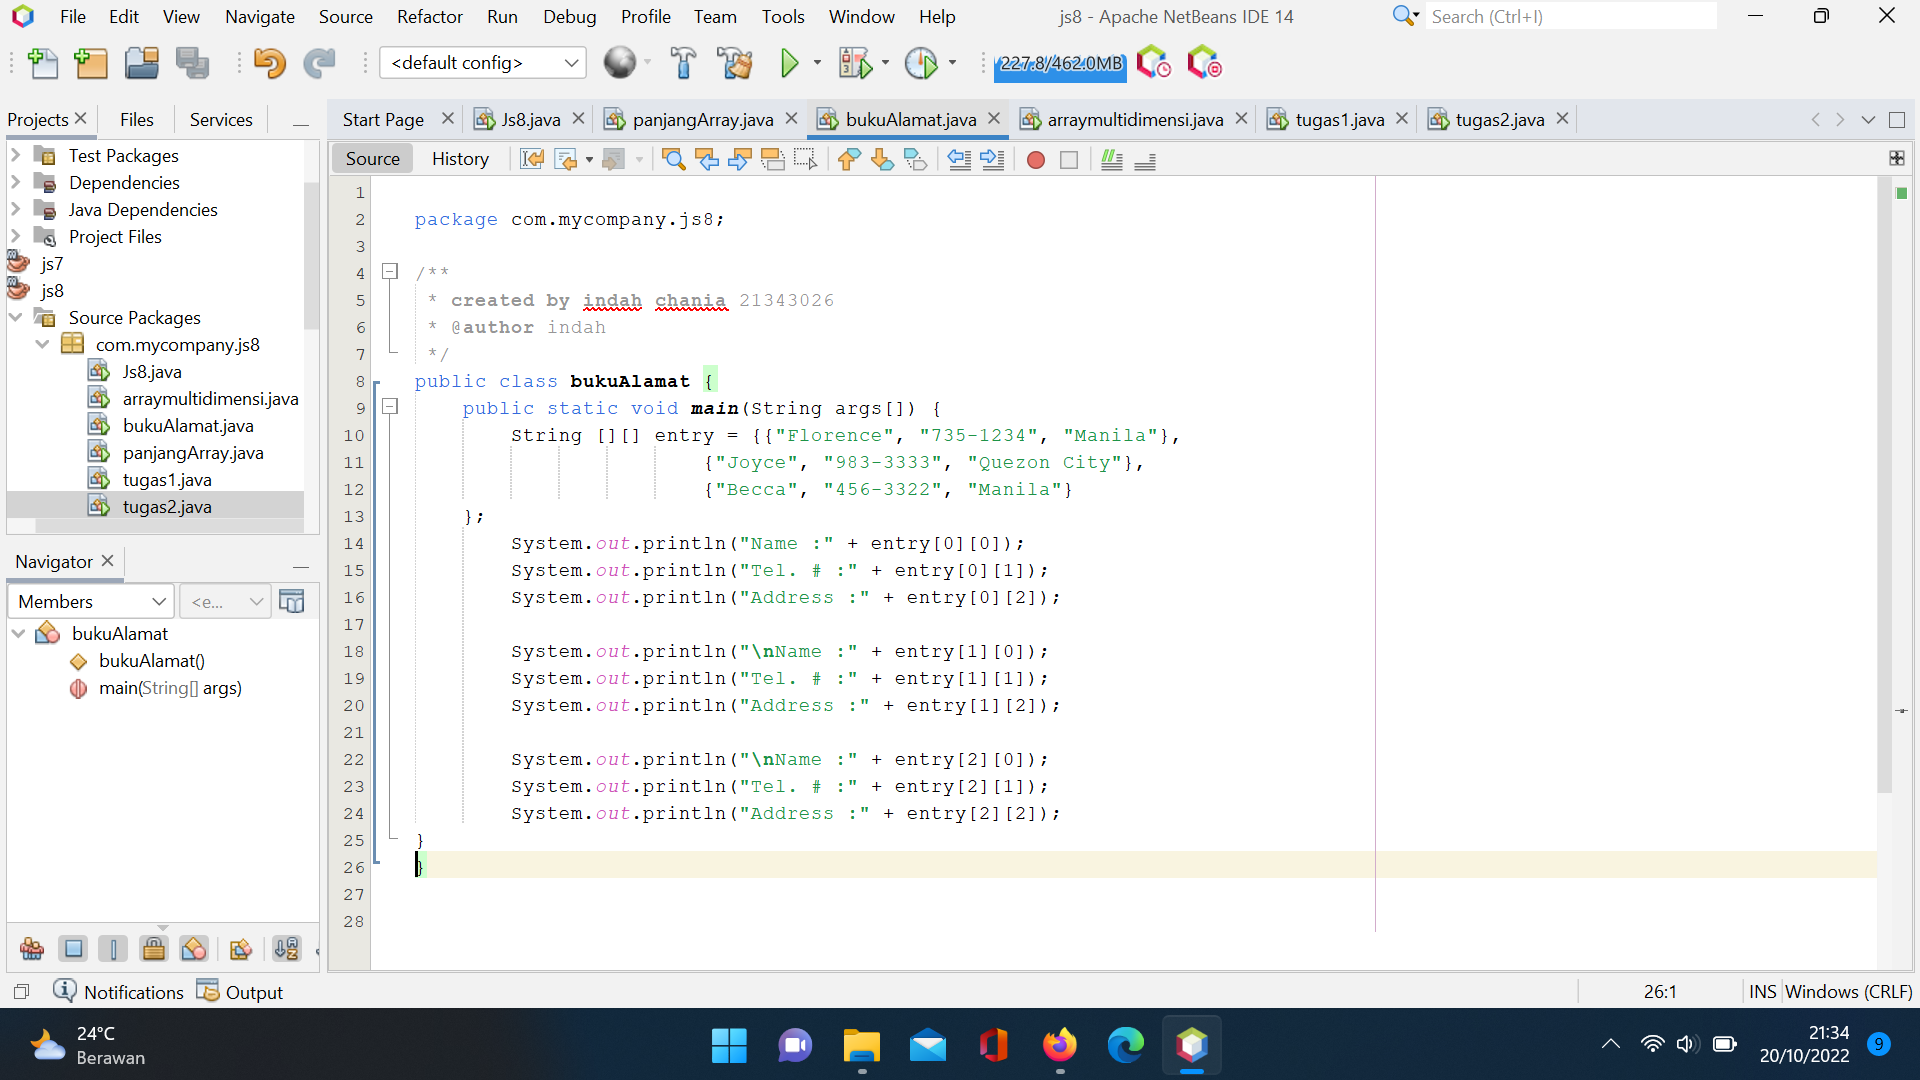 File Edit View Navigate Source Refactor Run Debug Profile Team Tools Window Help
js8 - Apache NetBeans IDE 14
Search (Ctrl+I)
<default config>
227.8/462.0MB
Projects Files Services
Start Page Js8.java panjangArray.java bukuAlamat.java arraymultidimensi.java tugas1.java tugas2.java
Source History
Test Packages
Dependencies
Java Dependencies
Project Files
js7
js8
Source Packages
com.mycompany.js8
Js8.java
arraymultidimensi.java
bukuAlamat.java
panjangArray.java
tugas1.java
tugas2.java
Navigator
Members <e...
bukuAlamat
bukuAlamat()
main(String[] args)
1
2 package com.mycompany.js8;
3
4 /**
5 * created by indah chania 21343026
6 * @author indah
7 */
8 public class bukuAlamat {
9 public static void main(String args[]) {
10 String [][] entry = {{"Florence", "735-1234", "Manila"},
11 {"Joyce", "983-3333", "Quezon City"},
12 {"Becca", "456-3322", "Manila"}
13 };
14 System.out.println("Name :" + entry[0][0]);
15 System.out.println("Tel. # :" + entry[0][1]);
16 System.out.println("Address :" + entry[0][2]);
17
18 System.out.println("\nName :" + entry[1][0]);
19 System.out.println("Tel. # :" + entry[1][1]);
20 System.out.println("Address :" + entry[1][2]);
21
22 System.out.println("\nName :" + entry[2][0]);
23 System.out.println("Tel. # :" + entry[2][1]);
24 System.out.println("Address :" + entry[2][2]);
25 }
26 }
27
28
Notifications Output
26:1 INS Windows (CRLF)
24°C
Berawan
21:34
20/10/2022
9